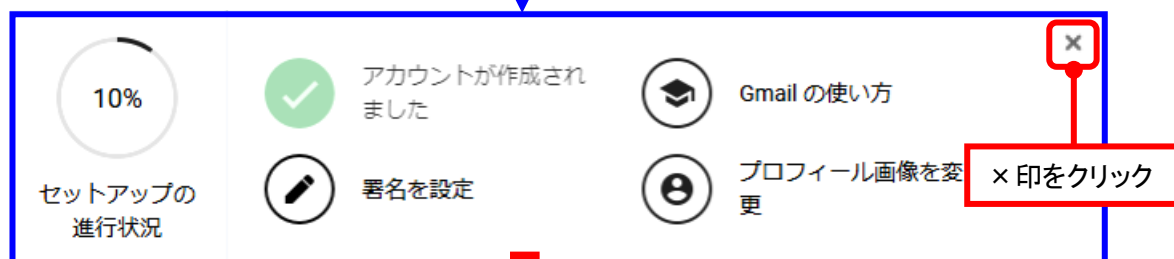 10%
セットアップの
進行状況
アカウントが作成され
ました
署名を設定
Gmail の使い方
プロフィール画像を変
更
×印をクリック